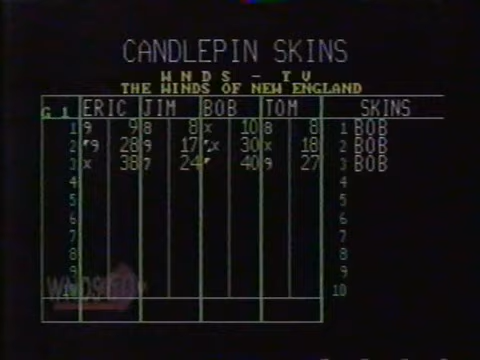 CANDLEPIN SKINS
WNDS - TV
THE WINDS OF NEW ENGLAND
G 1 ERIC JIM BOB TOM SKINS
1 9 9 8 8 x 10 8 8 1 BOB
2 9 28 9 17 x 30 x 18 2 BOB
3 x 38 7 24 40 9 27 3 BOB
4 4
5 5
6 6
7 7
8 8
9 9
10 10